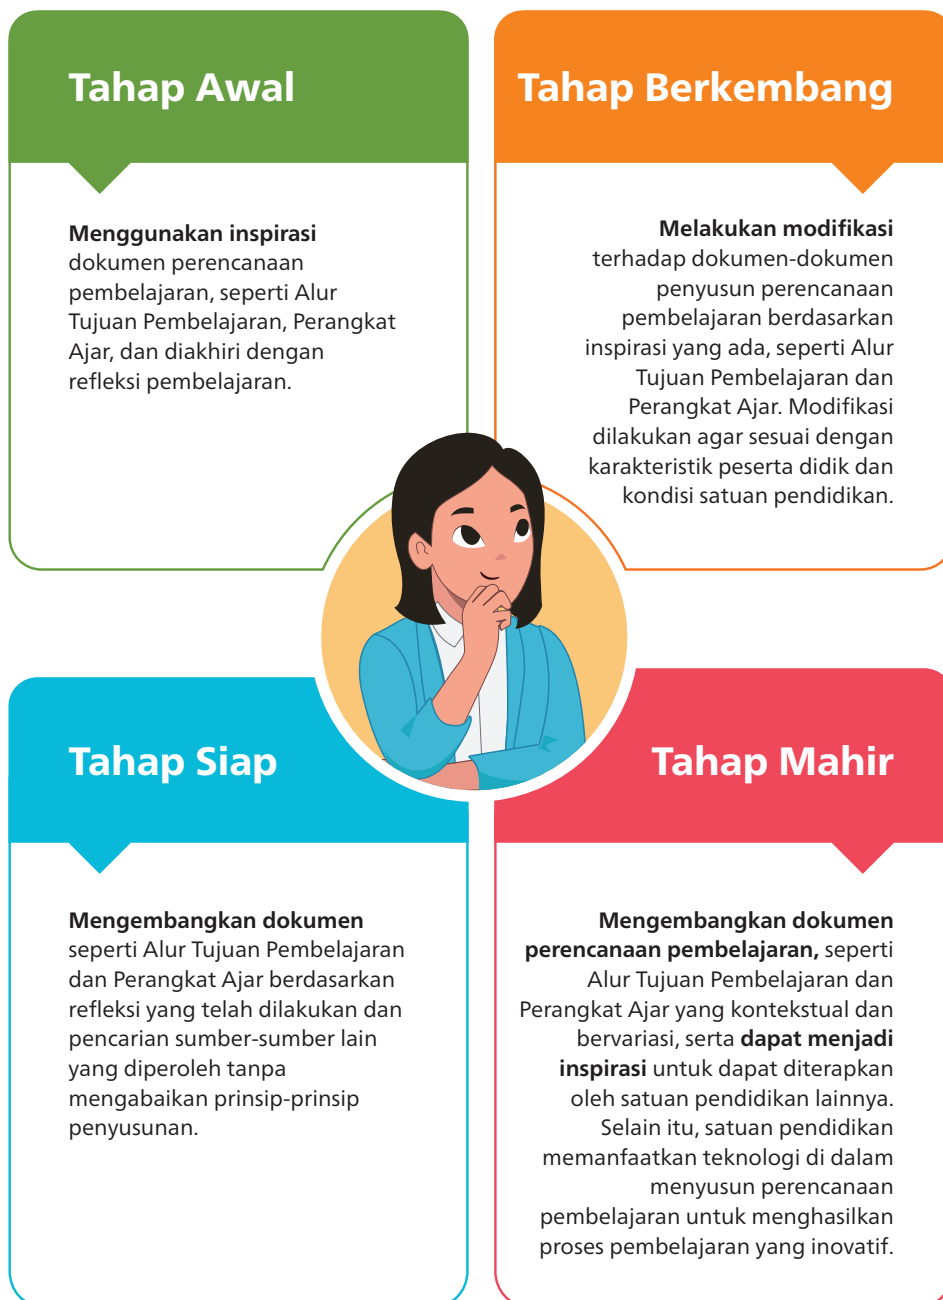 Tahap Awal
Menggunakan inspirasi
dokumen perencanaan
pembelajaran, seperti Alur
Tujuan Pembelajaran, Perangkat
Ajar, dan diakhiri dengan
refleksi pembelajaran.
Tahap Berkembang
Melakukan modifikasi
terhadap dokumen-dokumen
penyusun perencanaan
pembelajaran berdasarkan
inspirasi yang ada, seperti Alur
Tujuan Pembelajaran dan
Perangkat Ajar. Modifikasi
dilakukan agar sesuai dengan
karakteristik peserta didik dan
kondisi satuan pendidikan.
Tahap Siap
Mengembangkan dokumen
seperti Alur Tujuan Pembelajaran
dan Perangkat Ajar berdasarkan
refleksi yang telah dilakukan dan
pencarian sumber-sumber lain
yang diperoleh tanpa
mengabaikan prinsip-prinsip
penyusunan.
Tahap Mahir
Mengembangkan dokumen
perencanaan pembelajaran, seperti
Alur Tujuan Pembelajaran dan
Perangkat Ajar yang kontekstual dan
bervariasi, serta dapat menjadi
inspirasi untuk dapat diterapkan
oleh satuan pendidikan lainnya.
Selain itu, satuan pendidikan
memanfaatkan teknologi di dalam
menyusun perencanaan
pembelajaran untuk menghasilkan
proses pembelajaran yang inovatif.